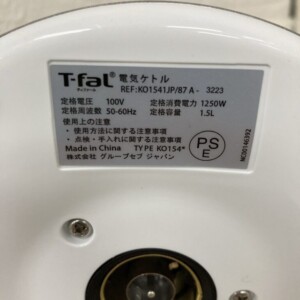 T-fal 電気ケトル
ティファール
REF:KO1541JP/87 A - 3223
定格電圧 100V 定格消費電力 1250W
定格周波数 50-60Hz 定格容量 1.5L
使用上の注意
・ 使用方法に関する注意事項
・ 点検・手入れに関する注意事項
Made in China TYPE KO154*
株式会社 グループセブ ジャパン
PS
E
MC00146392